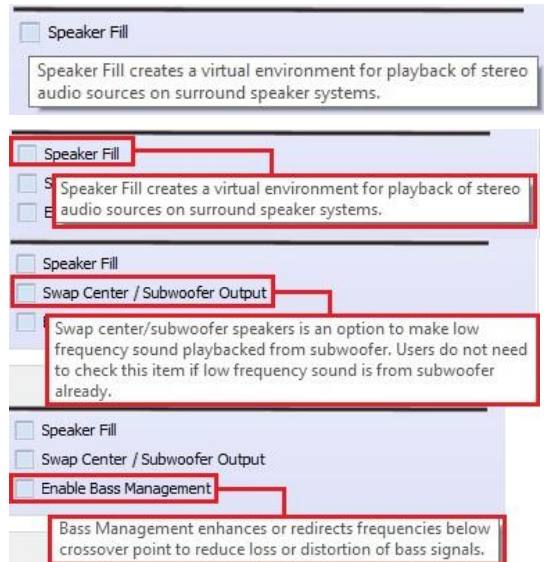 Speaker Fill
Speaker Fill creates a virtual environment for playback of stereo
audio sources on surround speaker systems.
Speaker Fill
S
Speaker Fill creates a virtual environment for playback of stereo
E
audio sources on surround speaker systems.
Speaker Fill
Swap Center / Subwoofer Output
Swap center/subwoofer speakers is an option to make low
frequency sound playbacked from subwoofer. Users do not need
to check this item if low frequency sound is from subwoofer
already.
Speaker Fill
Swap Center / Subwoofer Output
Enable Bass Management
Bass Management enhances or redirects frequencies below
crossover point to reduce loss or distortion of bass signals.